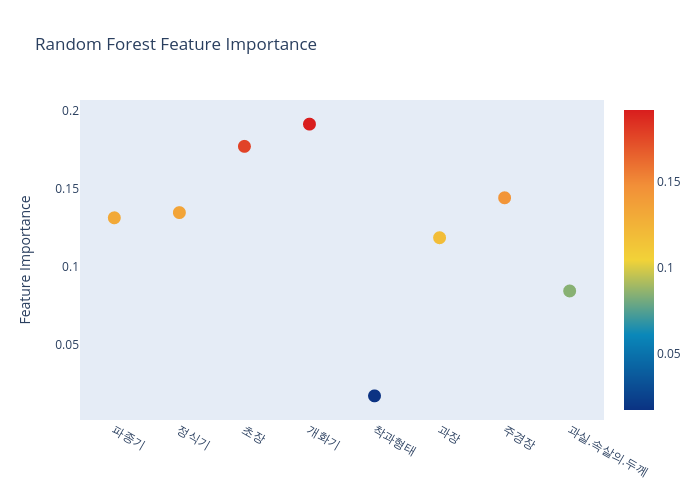 Random Forest Feature Importance
0.2
0.15
0.1
0.05
Feature Importance
파종기
정식기
초장
개화기
착과형태
과장
주경장
과실.속살의.두께
0.15
0.1
0.05